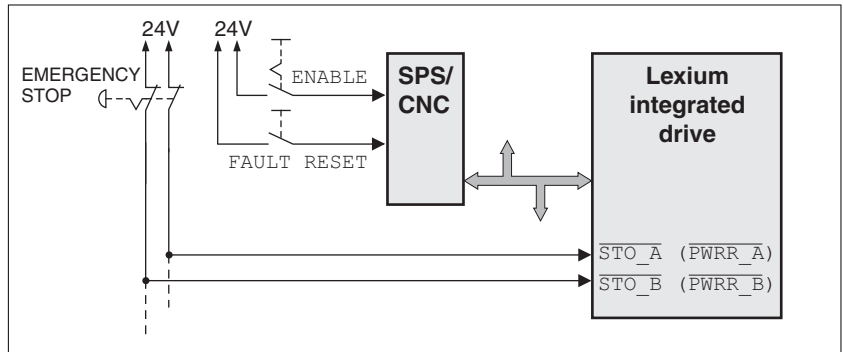 24V 24V
EMERGENCY
STOP
ENABLE
FAULT RESET
SPS/
CNC
Lexium
integrated
drive
STO_A (PWRR_A)
STO_B (PWRR_B)